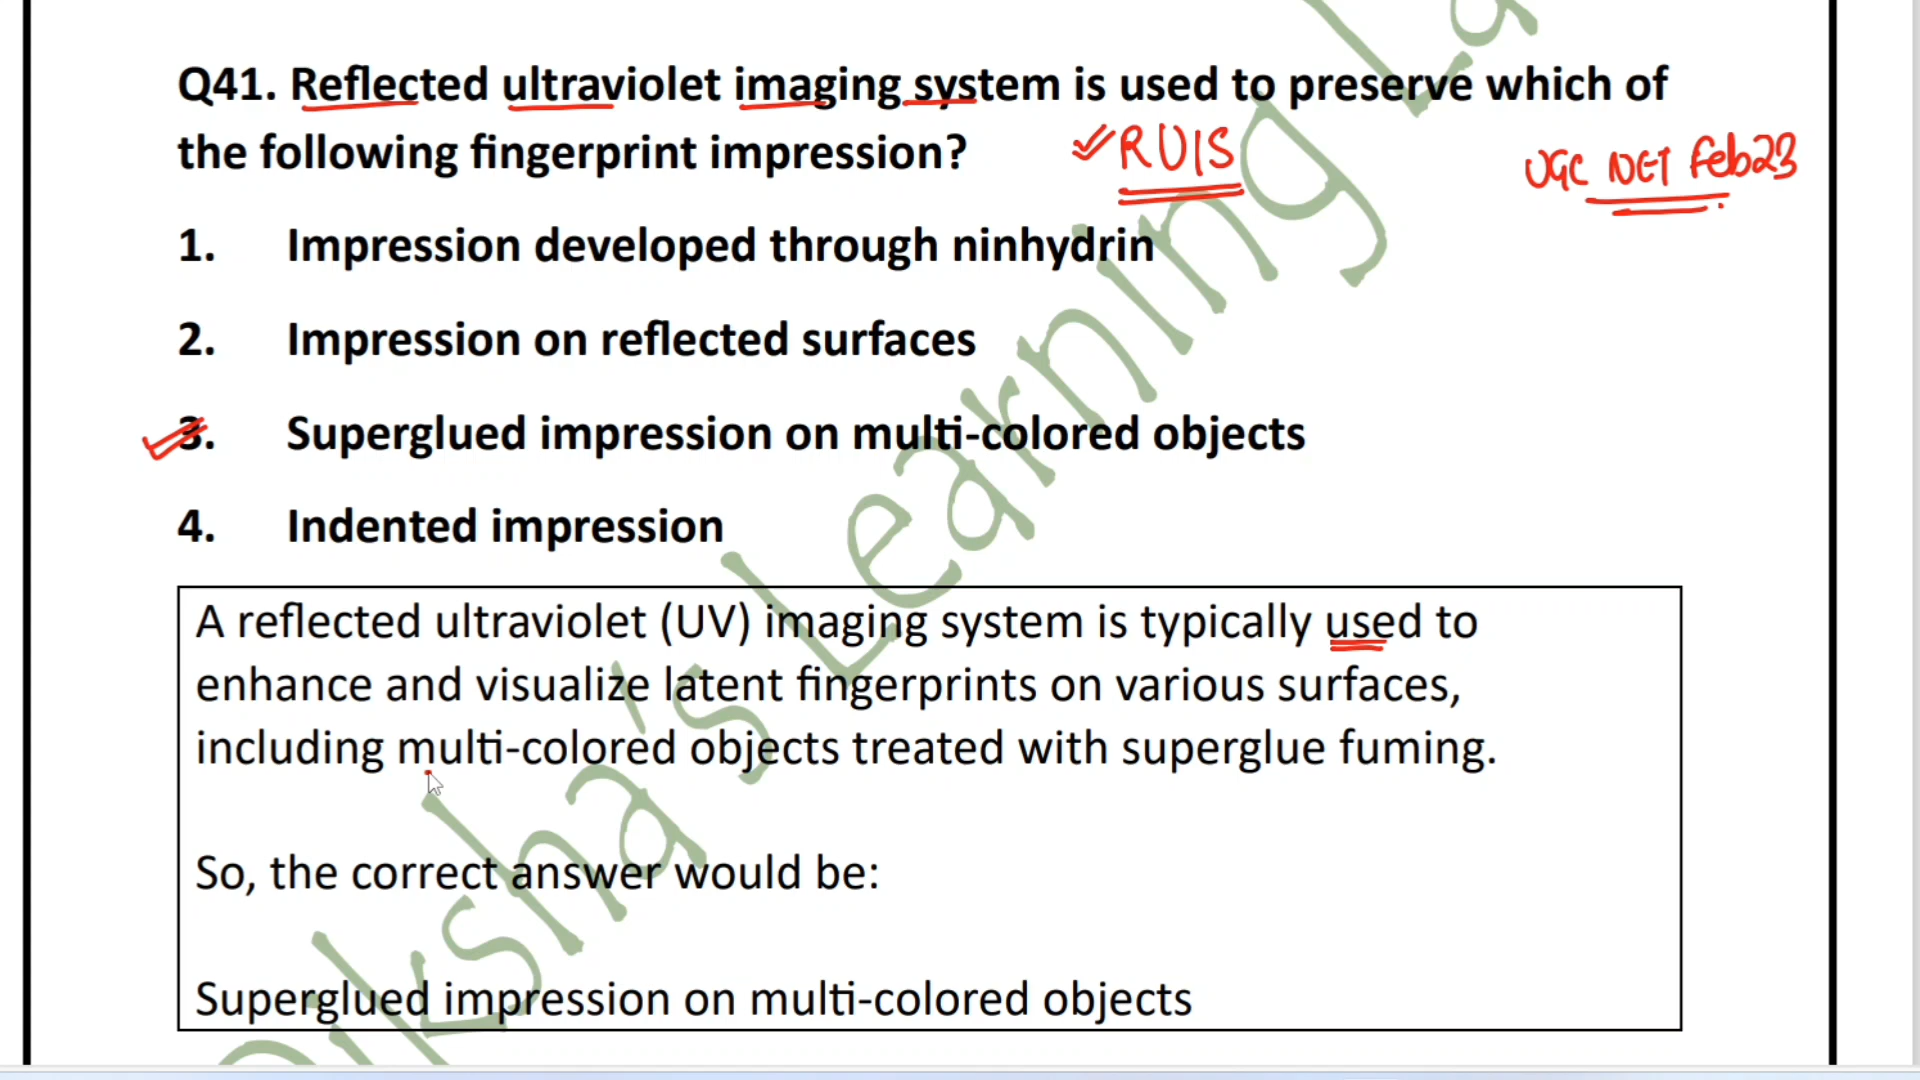 Q41. Reflected ultraviolet imaging system is used to preserve which of
the following fingerprint impression?
RUIS
UGC NET Feb23
1. Impression developed through ninhydrin
2. Impression on reflected surfaces
3. Superglued impression on multi-colored objects
4. Indented impression
A reflected ultraviolet (UV) imaging system is typically used to
enhance and visualize latent fingerprints on various surfaces,
including multi-colored objects treated with superglue fuming.
So, the correct answer would be:
Superglued impression on multi-colored objects
iksha's Learning La